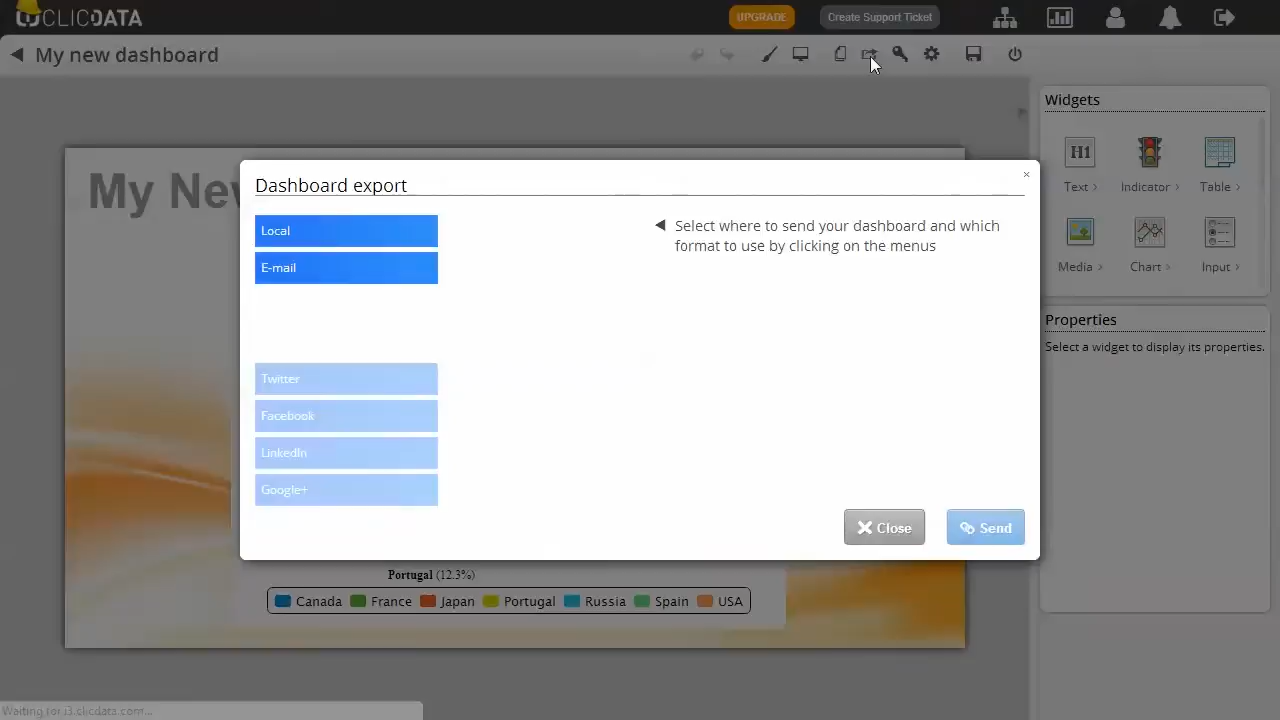 CLICDATA
UPGRADE
Create Support Ticket
My new dashboard
Widgets
H1
Text
Indicator
Table
Media
Chart
Input
Properties
Select a widget to display its properties.
My Ne
Dashboard export
×
Local
E-mail
Select where to send your dashboard and which
format to use by clicking on the menus
Twitter
Facebook
LinkedIn
Google+
Close
Send
Portugal (12.3%)
Canada France Japan Portugal Russia Spain USA
Waiting for i3.clicdata.com...